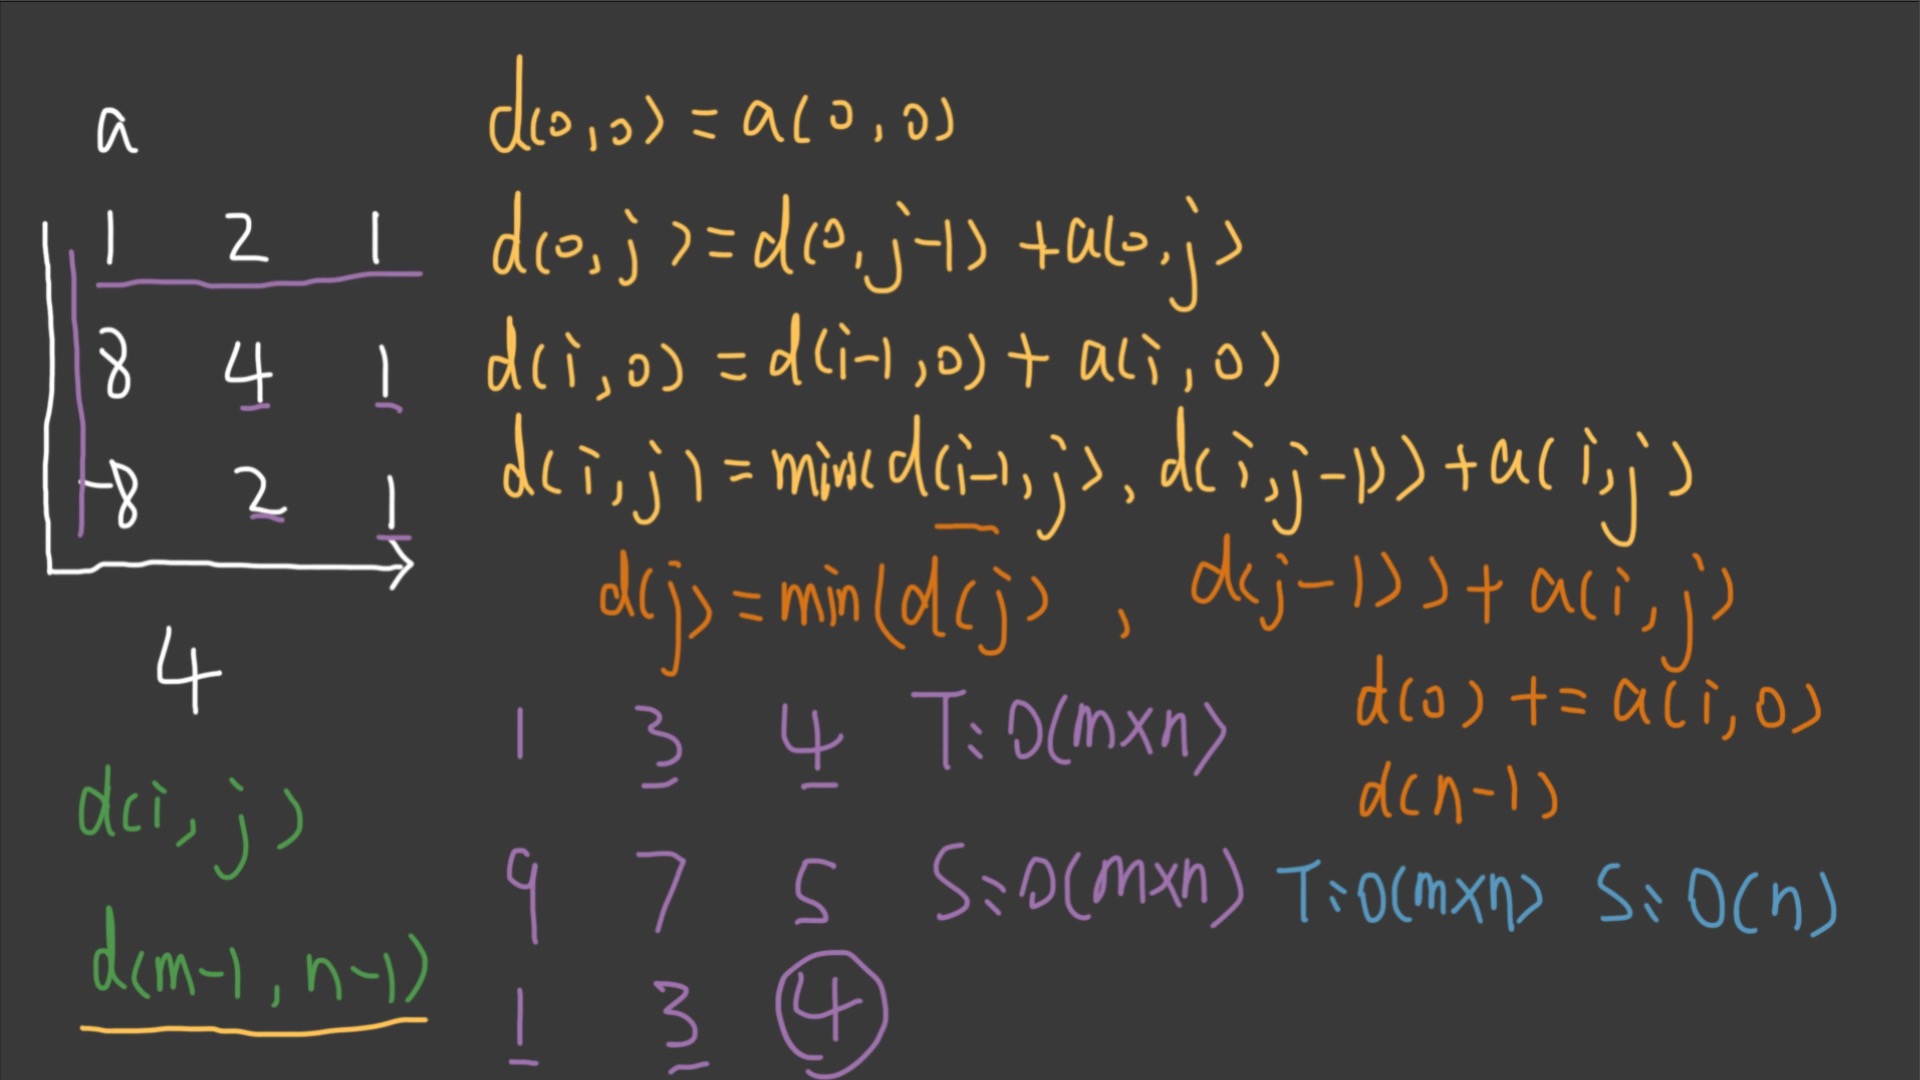 a
1 2 1
8 4 1
-8 2 1
4
d(i,j)
d(m-1,n-1)
d(0,0)=a(0,0)
d(0,j)=d(0,j-1)+a(0,j)
d(i,0)=d(i-1,0)+a(i,0)
d(i,j)=min(d(i-1,j),d(i,j-1))+a(i,j)
d(j)=min(d(j),d(j-1))+a(i,j)
d(0)+=a(i,0)
d(n-1)
1 3 4
9 7 5
1 3 4
T:O(m×n)
S:O(m×n)
T:O(m×n) S:O(n)